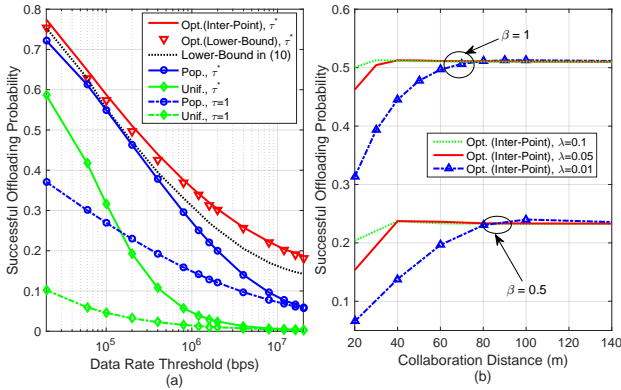 Successful Offloading Probability
0.8
0.7
0.6
0.5
0.4
0.3
0.2
0.1
0
Opt.(Inter-Point), τ*
Opt.(Lower-Bound), τ*
Lower-Bound in (10)
Pop., τ*
Unif., τ*
Pop., τ=1
Unif., τ=1
10^5
10^6
10^7
Data Rate Threshold (bps)
(a)
Successful Offloading Probability
0.6
0.5
0.4
0.3
0.2
0.1
β = 1
Opt. (Inter-Point), λ=0.1
Opt. (Inter-Point), λ=0.05
Opt. (Inter-Point), λ=0.01
β = 0.5
20 40 60 80 100 120 140
Collaboration Distance (m)
(b)